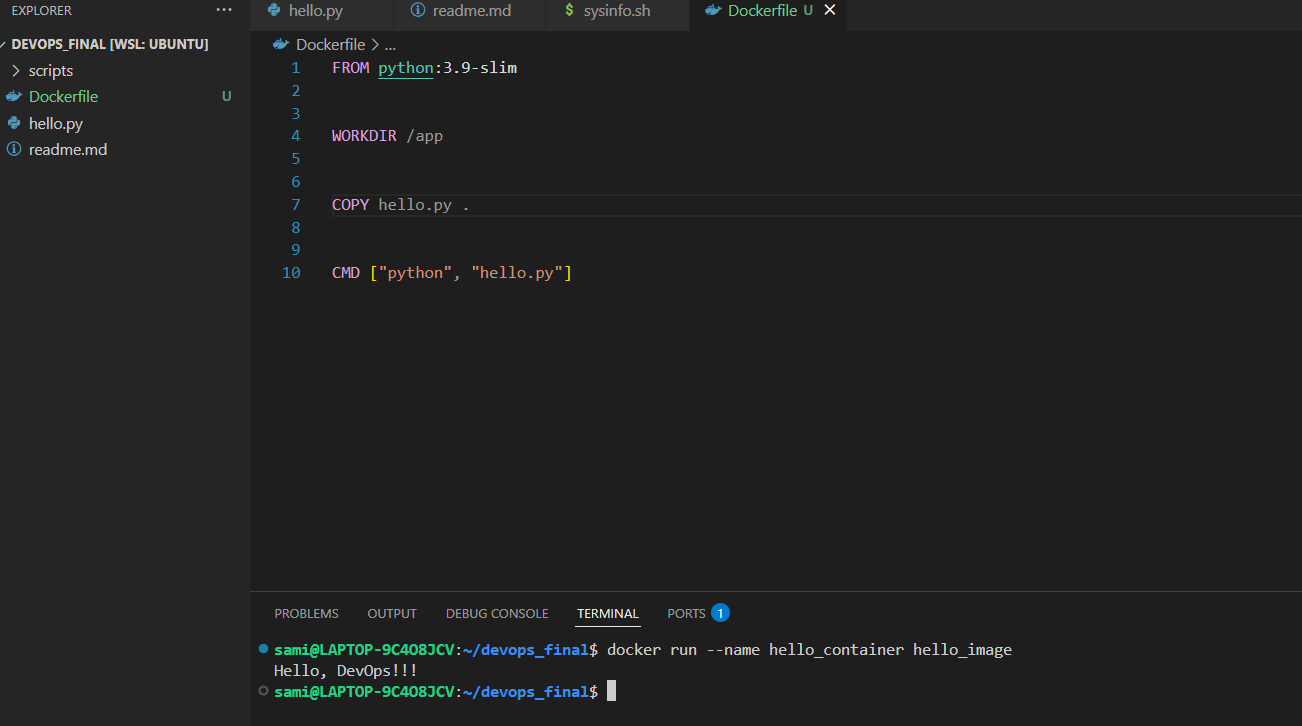 EXPLORER ...
hello.py readme.md $ sysinfo.sh Dockerfile U ×
DEVOPS_FINAL [WSL: UBUNTU]
scripts
Dockerfile U
hello.py
readme.md
Dockerfile > ...
1 FROM python:3.9-slim
2
3
4 WORKDIR /app
5
6
7 COPY hello.py .
8
9
10 CMD ["python", "hello.py"]
PROBLEMS OUTPUT DEBUG CONSOLE TERMINAL PORTS 1
sami@LAPTOP-9C4O8JCV:~/devops_final$ docker run --name hello_container hello_image
Hello, DevOps!!!
sami@LAPTOP-9C4O8JCV:~/devops_final$